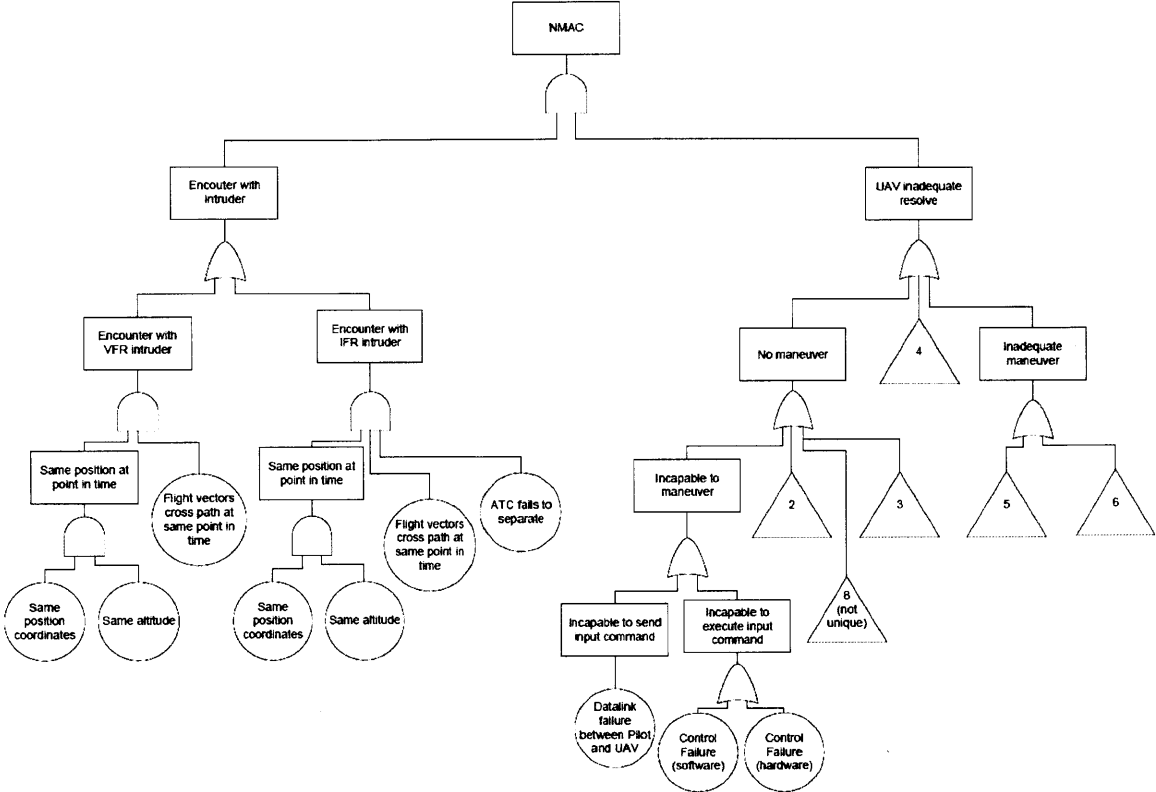 NMAC
Encouter with
Intruder
UAV inadequate
resolve
Encounter with
VFR intruder
Encounter with
IFR intruder
No maneuver
4
Inadequate
maneuver
Same position at
point in time
Flight vectors
cross path at
same point in
time
Same position at
point in time
Flight vectors
cross path at
same point in
time
ATC fails to
separate
Incapable to
maneuver
2
3
5
6
Same
position
coordinates
Same altitude
Same
position
coordinates
Same altitude
Incapable to send
input command
Incapable to
execute input
command
8
(not
unique)
Datalink
failure
between Pilot
and UAV
Control
Failure
(software)
Control
Failure
(hardware)